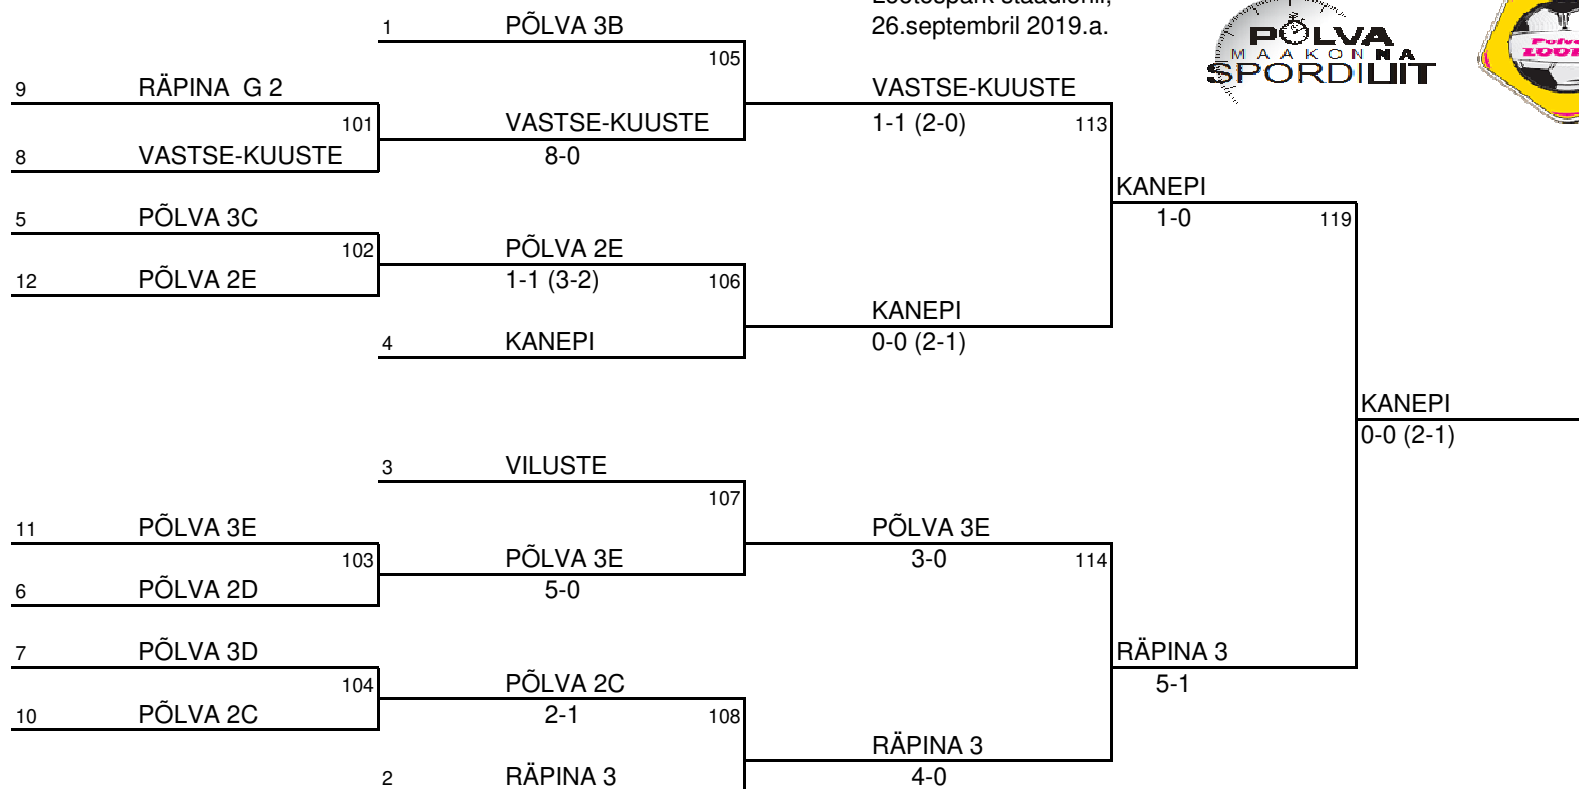 26.septembril 2019.a.
PÕLVA
MAAKONNA
SPORDILIIT
1 PÕLVA 3B
105
9 RÄPINA G 2
VASTSE-KUUSTE
101
VASTSE-KUUSTE
1-1 (2-0)
113
8 VASTSE-KUUSTE
8-0
KANEPI
5 PÕLVA 3C
1-0
119
102
PÕLVA 2E
12 PÕLVA 2E
1-1 (3-2)
106
KANEPI
4 KANEPI
0-0 (2-1)
KANEPI
0-0 (2-1)
3 VILUSTE
107
11 PÕLVA 3E
PÕLVA 3E
103
PÕLVA 3E
3-0
114
6 PÕLVA 2D
5-0
7 PÕLVA 3D
RÄPINA 3
104
PÕLVA 2C
5-1
10 PÕLVA 2C
2-1
108
RÄPINA 3
2 RÄPINA 3
4-0